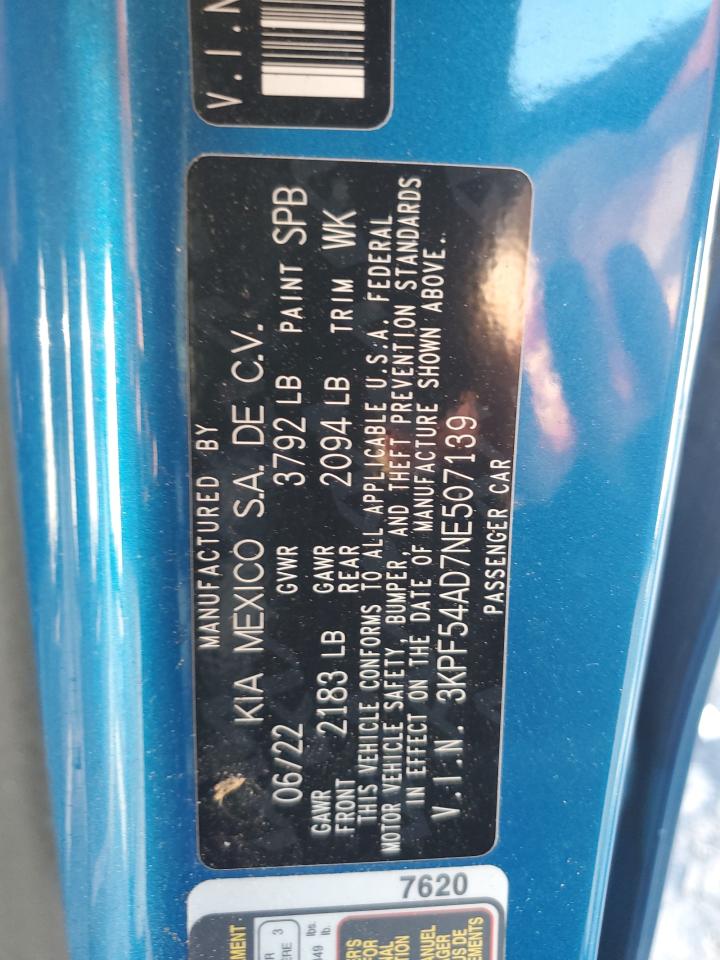 V.I.N
MANUFACTURED BY
KIA MEXICO S.A. DE C.V.
06/22 GVWR 3792 LB PAINT SPB
GAWR FRONT 2183 LB GAWR REAR 2094 LB TRIM WK
THIS VEHICLE CONFORMS TO ALL APPLICABLE U.S.A. FEDERAL
MOTOR VEHICLE SAFETY, BUMPER, AND THEFT PREVENTION STANDARDS
IN EFFECT ON THE DATE OF MANUFACTURE SHOWN ABOVE.
V.I.N. 3KPF54AD7NE507139
PASSENGER CAR
7620